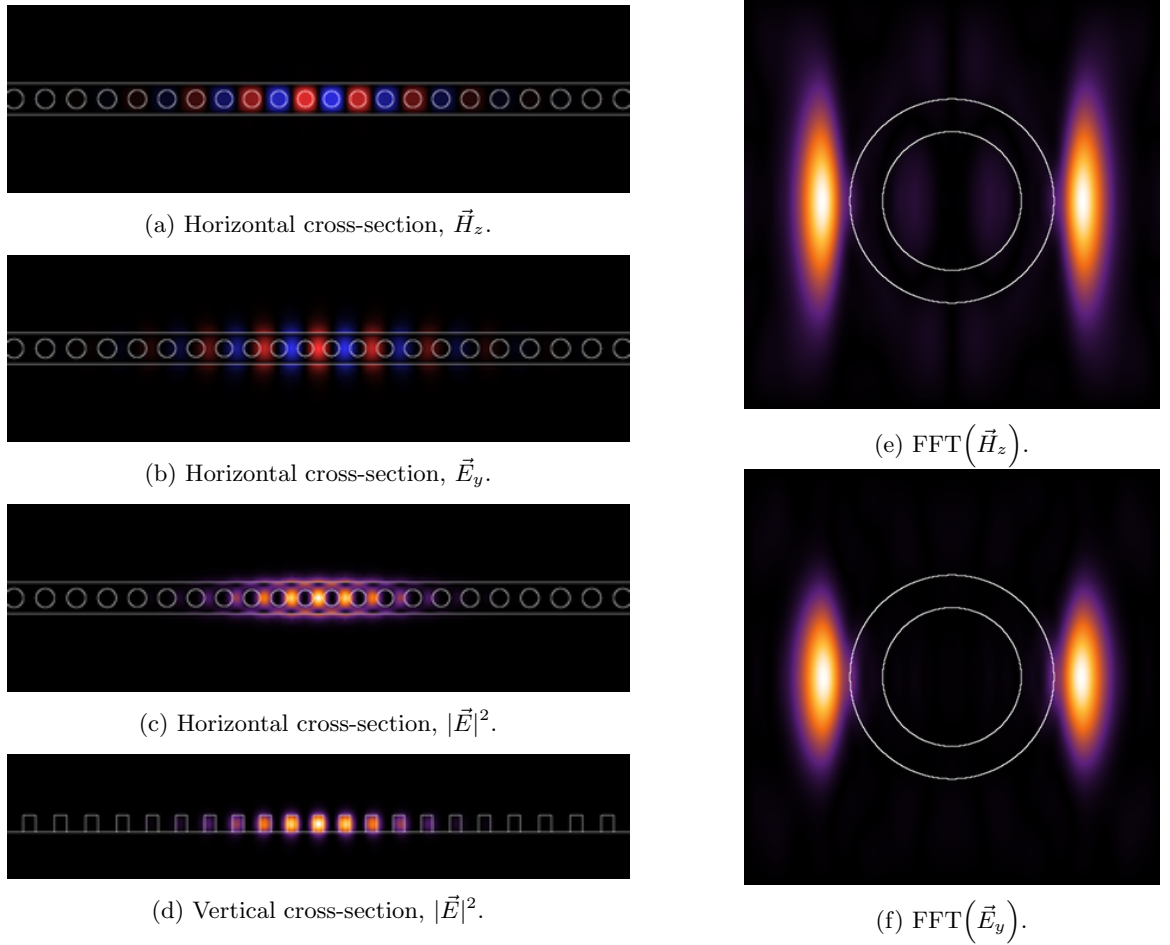 (a) Horizontal cross-section, $\vec{H}_z$.
(b) Horizontal cross-section, $\vec{E}_y$.
(c) Horizontal cross-section, $|\vec{E}|^2$.
(d) Vertical cross-section, $|\vec{E}|^2$.
(e) FFT$\left(\vec{H}_z\right)$.
(f) FFT$\left(\vec{E}_y\right)$.